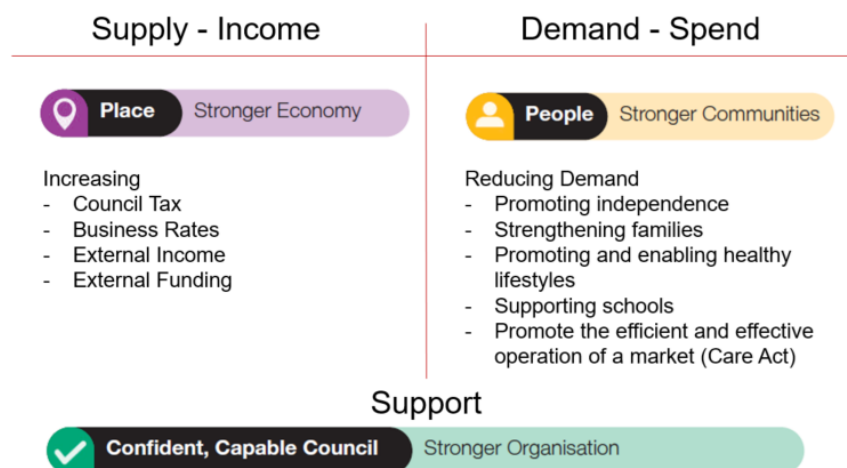 Supply - Income
Place Stronger Economy
Increasing
- Council Tax
- Business Rates
- External Income
- External Funding
Demand - Spend
People Stronger Communities
Reducing Demand
- Promoting independence
- Strengthening families
- Promoting and enabling healthy
lifestyles
- Supporting schools
- Promote the efficient and effective
operation of a market (Care Act)
Support
Confident, Capable Council Stronger Organisation